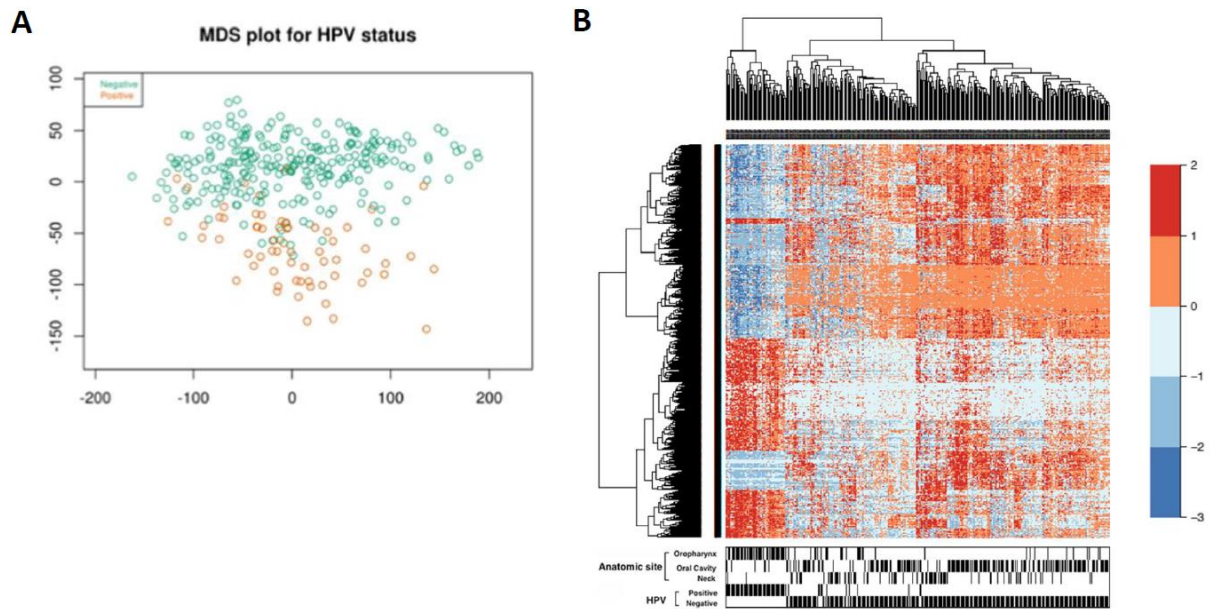 A
MDS plot for HPV status
Negative
Positive
100
50
0
-50
-100
-150
-200
-100
0
100
200
B
2
1
0
-1
-2
-3
Anatomic site
Orepharynx
Oral Cavity
Neck
HPV
Positive
Negative